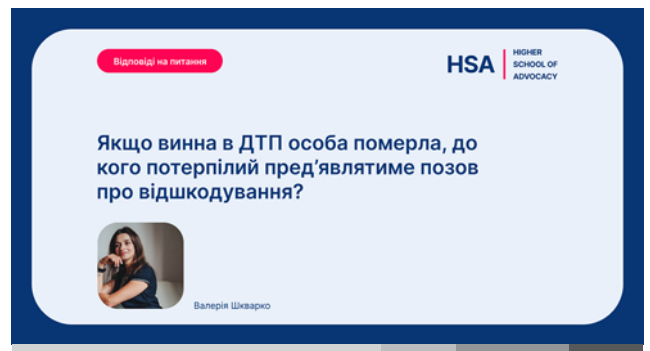 Відповіді на питання
HSA
HIGHER
SCHOOL OF
ADVOCACY
Якщо винна в ДТП особа померла, до
кого потерпілий пред’являтиме позов
про відшкодування?
Валерія Шкварко